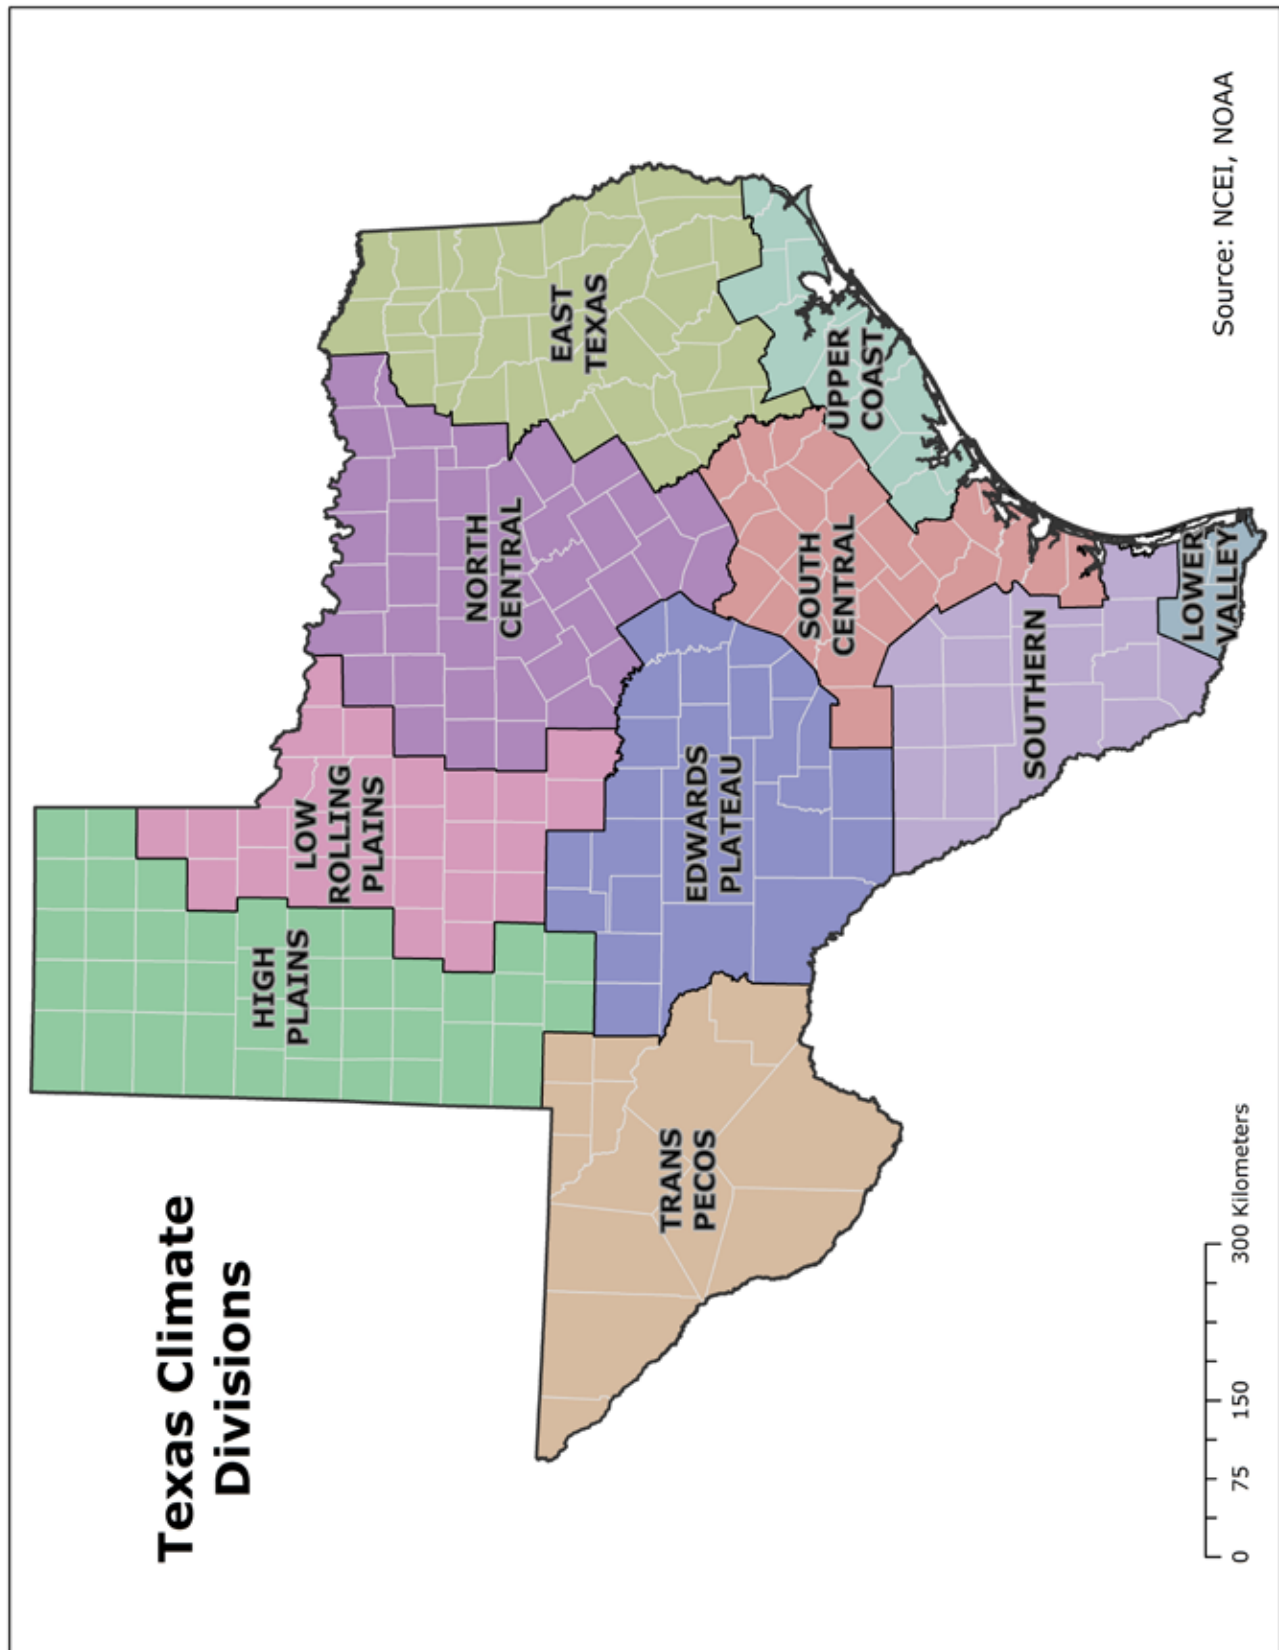 Texas Climate
Divisions
HIGH
PLAINS
LOW
ROLLING
PLAINS
NORTH
CENTRAL
EAST
TEXAS
TRANS
PECOS
EDWARDS
PLATEAU
SOUTH
CENTRAL
UPPER
COAST
SOUTHERN
LOWER
VALLEY
0 75 150 300 Kilometers
Source: NCEI, NOAA